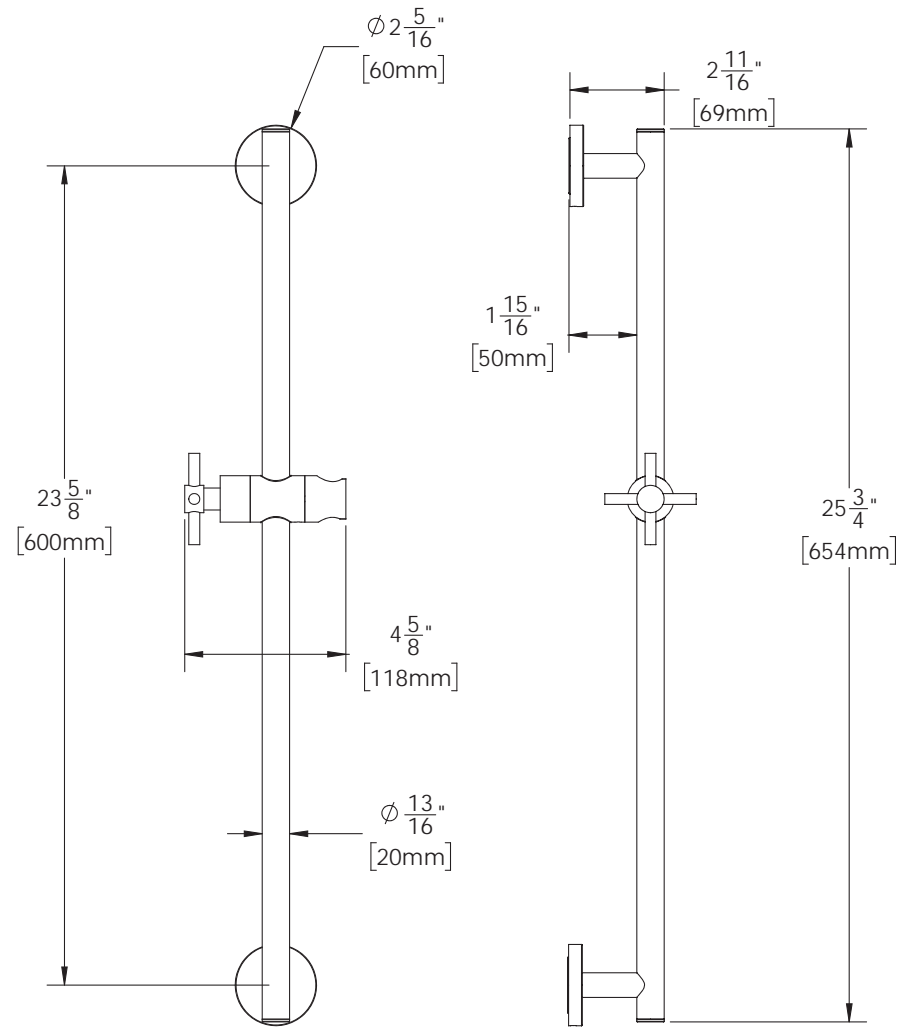 ⌀2 5/16"
[60mm]
2 11/16"
[69mm]
1 15/16"
[50mm]
23 5/8"
[600mm]
25 3/4"
[654mm]
4 5/8"
[118mm]
⌀ 13/16"
[20mm]